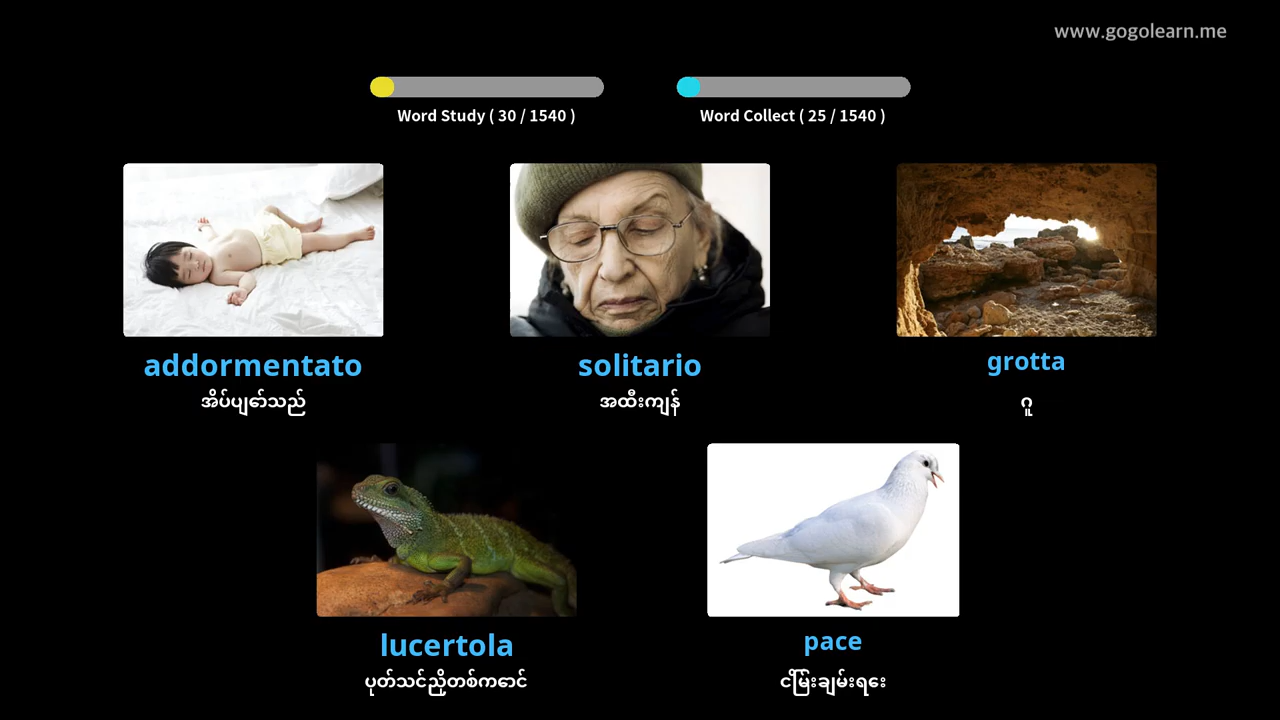 www.gogolearn.me
Word Study ( 30 / 1540 )
Word Collect ( 25 / 1540 )
addormentato
solitario
grotta
အိပ်ပျော်သည်
အထီးကျန်
ဂူ
lucertola
pace
ပုတ်သင်ညိုတစ်ကောင်
ငြိမ်းချမ်းရေး